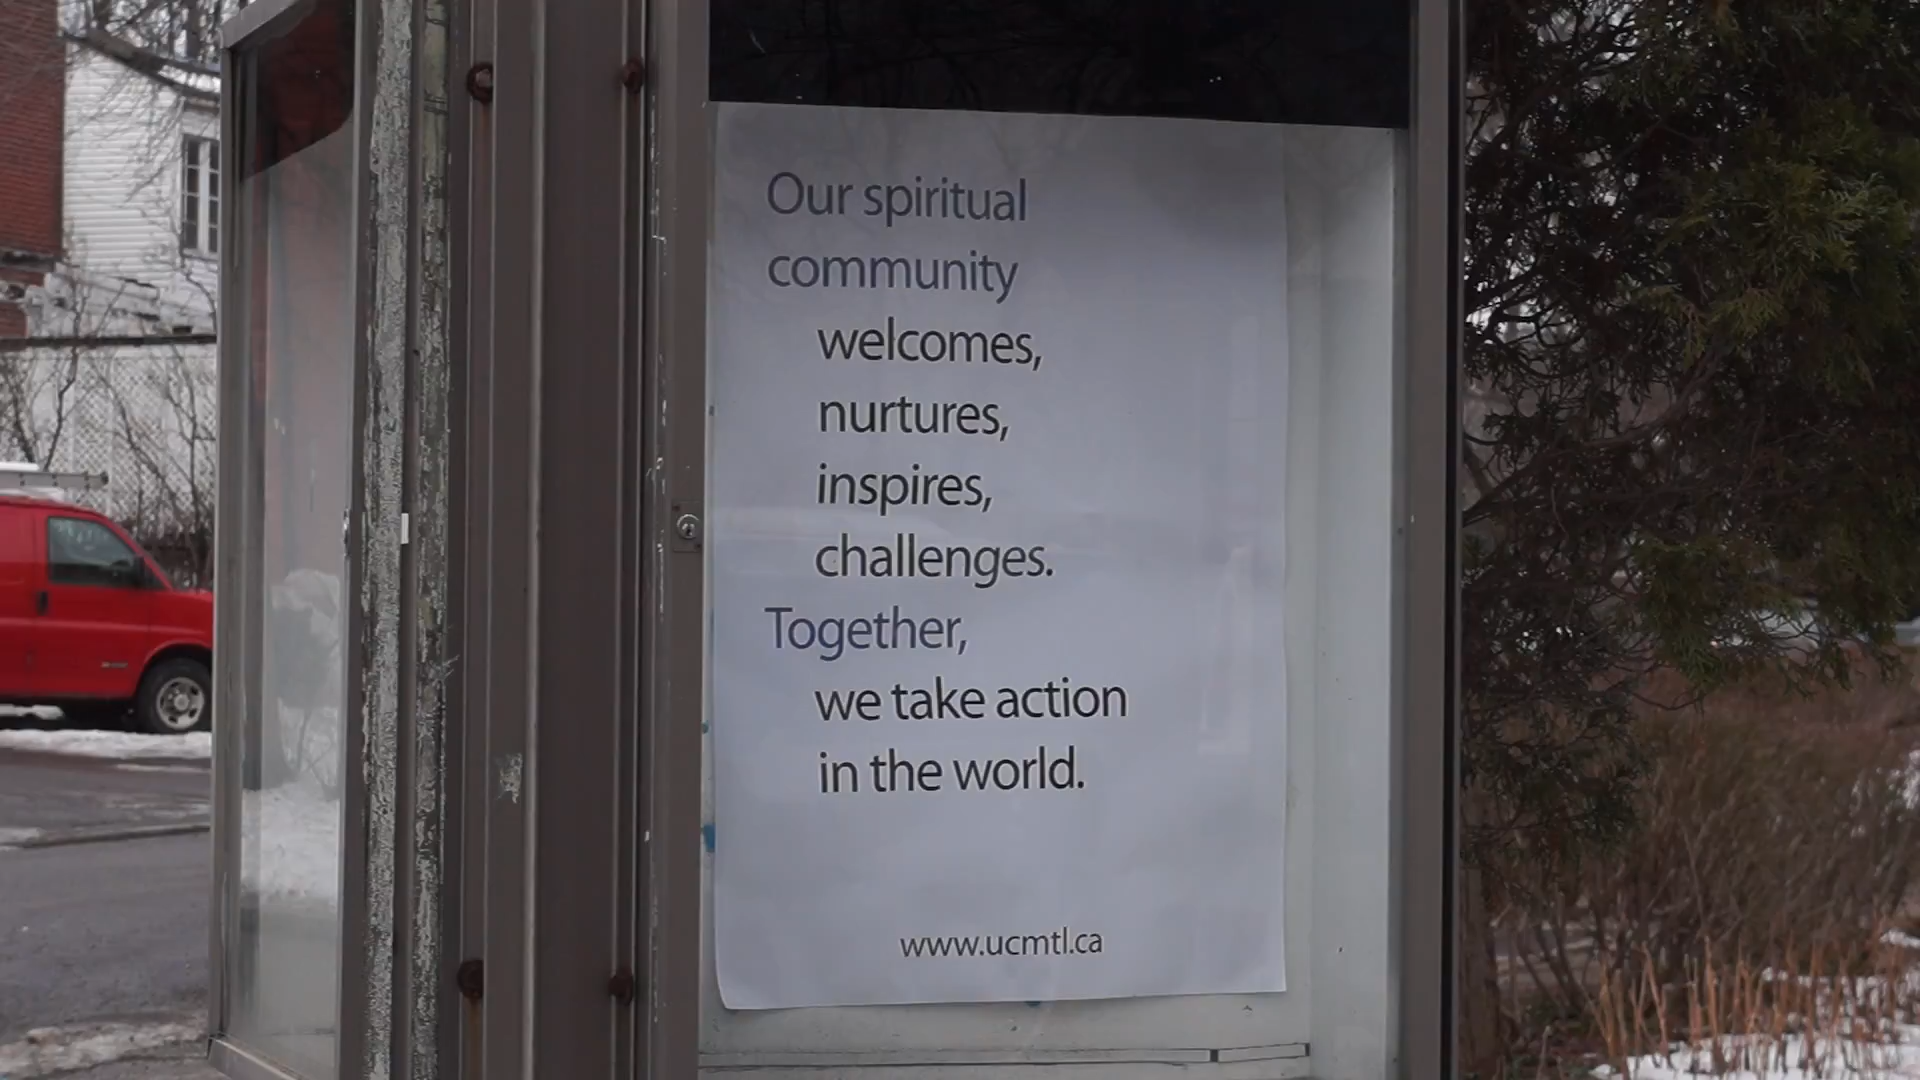 Our spiritual
community
welcomes,
nurtures,
inspires,
challenges.
Together,
we take action
in the world.
www.ucmtl.ca